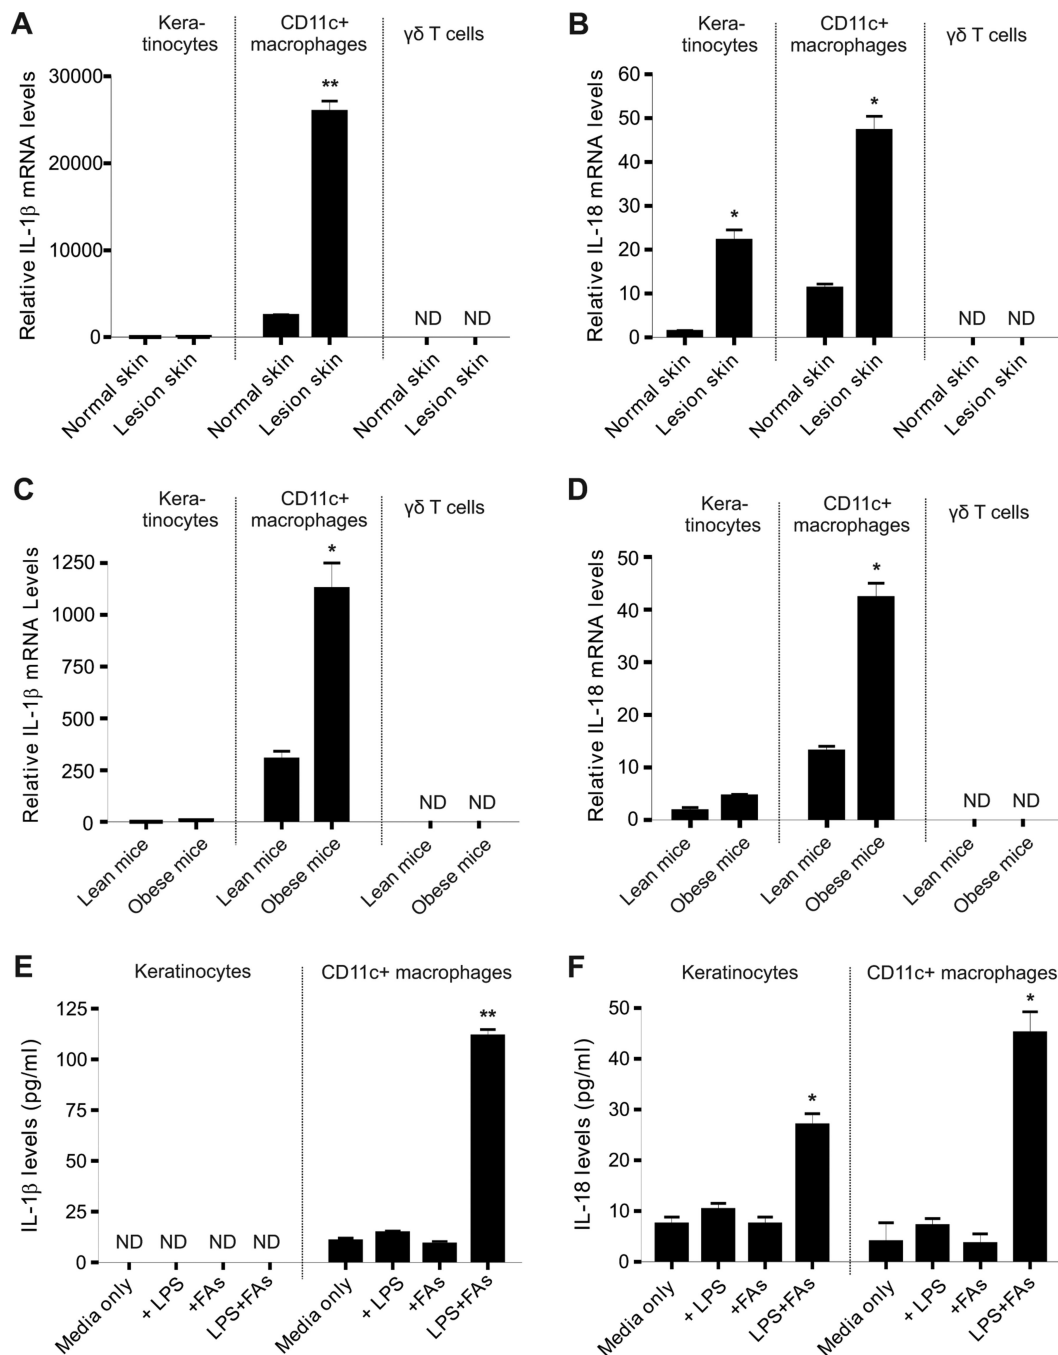 A
Kera-
tinocytes
CD11c+
macrophages
γδ T cells
Relative IL-1β mRNA levels
30000
20000
10000
0
**
ND ND
Normal skin
Lesion skin
Normal skin
Lesion skin
Normal skin
Lesion skin
B
Kera-
tinocytes
CD11c+
macrophages
γδ T cells
Relative IL-18 mRNA levels
60
50
40
30
20
10
0
*
*
ND ND
Normal skin
Lesion skin
Normal skin
Lesion skin
Normal skin
Lesion skin
C
Kera-
tinocytes
CD11c+
macrophages
γδ T cells
Relative IL-1β mRNA Levels
1250
1000
750
500
250
0
*
ND ND
Lean mice
Obese mice
Lean mice
Obese mice
Lean mice
Obese mice
D
Kera-
tinocytes
CD11c+
macrophages
γδ T cells
Relative IL-18 mRNA levels
50
40
30
20
10
0
*
ND ND
Lean mice
Obese mice
Lean mice
Obese mice
Lean mice
Obese mice
E
Keratinocytes
CD11c+ macrophages
IL-1β levels (pg/ml)
125
100
75
50
25
0
**
ND ND ND ND
Media only
+ LPS
+FAs
LPS+FAs
Media only
+ LPS
+FAs
LPS+FAs
F
Keratinocytes
CD11c+ macrophages
IL-18 levels (pg/ml)
50
40
30
20
10
0
*
*
Media only
+ LPS
+FAs
LPS+FAs
Media only
+ LPS
+FAs
LPS+FAs